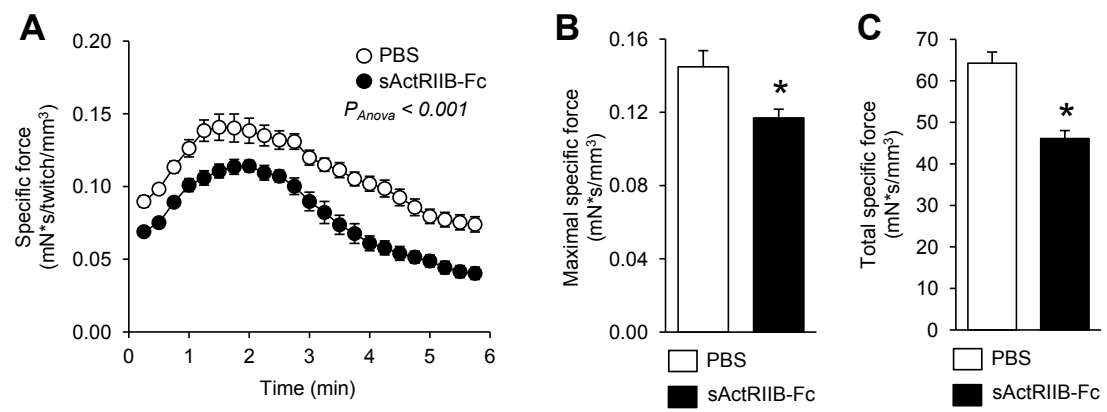 A
Specific force
(mN*s/twitch/mm³)
0.20
0.15
0.10
0.05
0.00
PBS
sActRIIB-Fc
P_Anova < 0.001
0 1 2 3 4 5 6
Time (min)
B
Maximal specific force
(mN*s/mm³)
0.16
0.12
0.08
0.04
0.00
*
PBS
sActRIIB-Fc
C
Total specific force
(mN*s/mm³)
70
60
50
40
30
20
10
0
*
PBS
sActRIIB-Fc